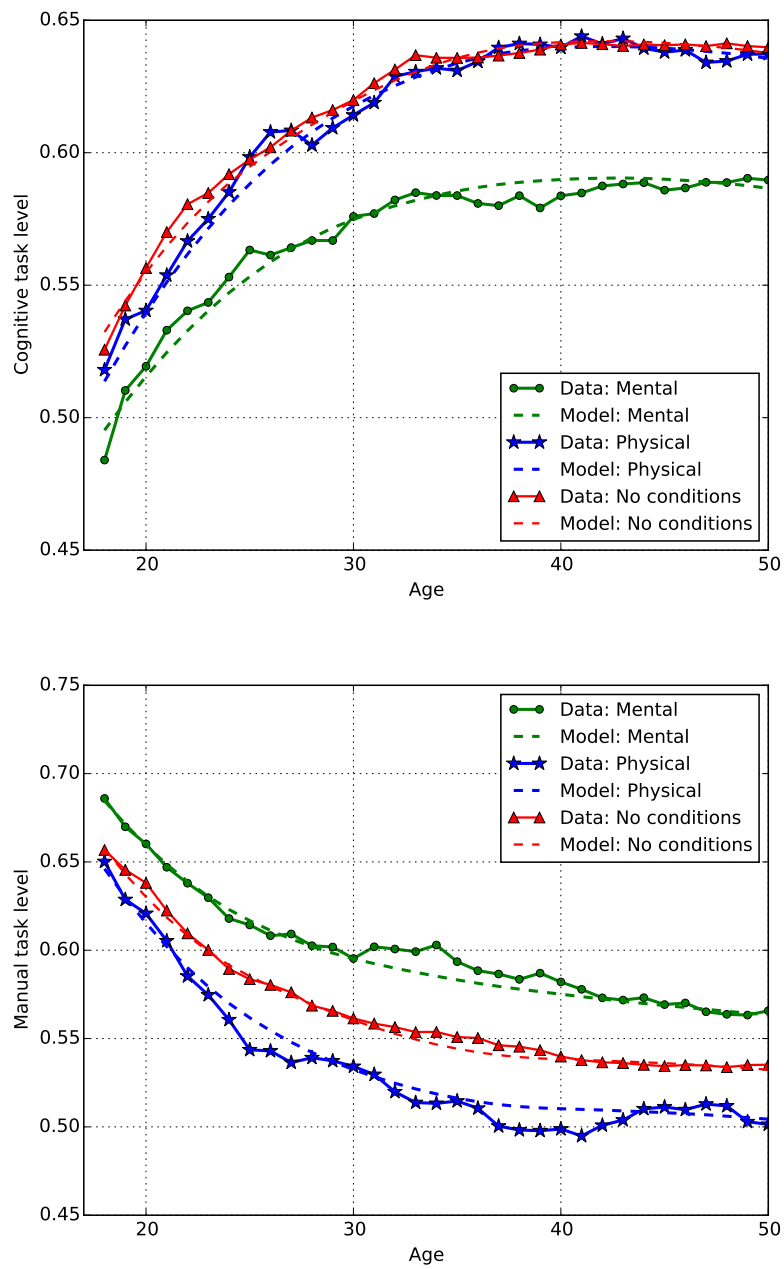 0.65
0.60
0.55
0.50
0.45
Cognitive task level
Data: Mental
Model: Mental
Data: Physical
Model: Physical
Data: No conditions
Model: No conditions
20 30 40 50
Age
0.75
0.70
0.65
0.60
0.55
0.50
0.45
Manual task level
Data: Mental
Model: Mental
Data: Physical
Model: Physical
Data: No conditions
Model: No conditions
20 30 40 50
Age